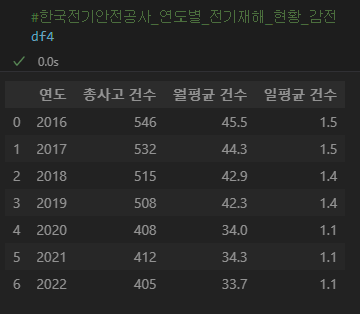 #한국전기안전공사_연도별_전기재해_현황_감전
df4
0.0s
연도 총사고 건수 월평균 건수 일평균 건수
0 2016 546 45.5 1.5
1 2017 532 44.3 1.5
2 2018 515 42.9 1.4
3 2019 508 42.3 1.4
4 2020 408 34.0 1.1
5 2021 412 34.3 1.1
6 2022 405 33.7 1.1